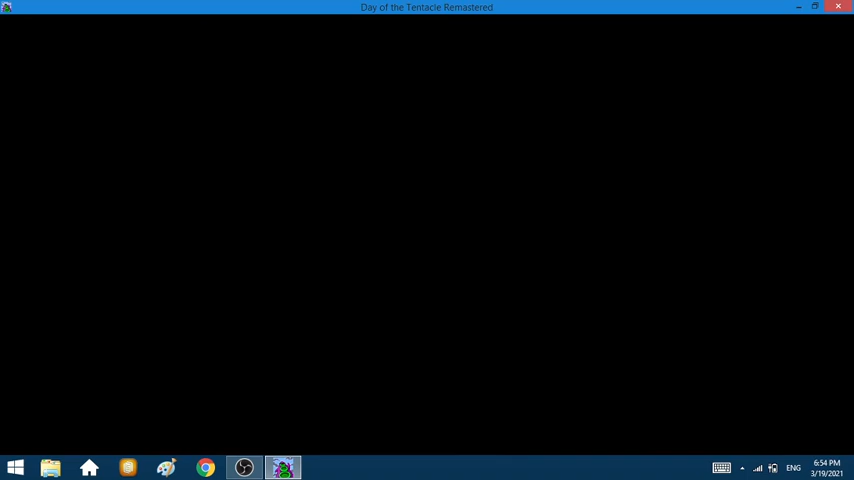 Day of the Tentacle Remastered
ENG
6:54 PM
3/19/2021